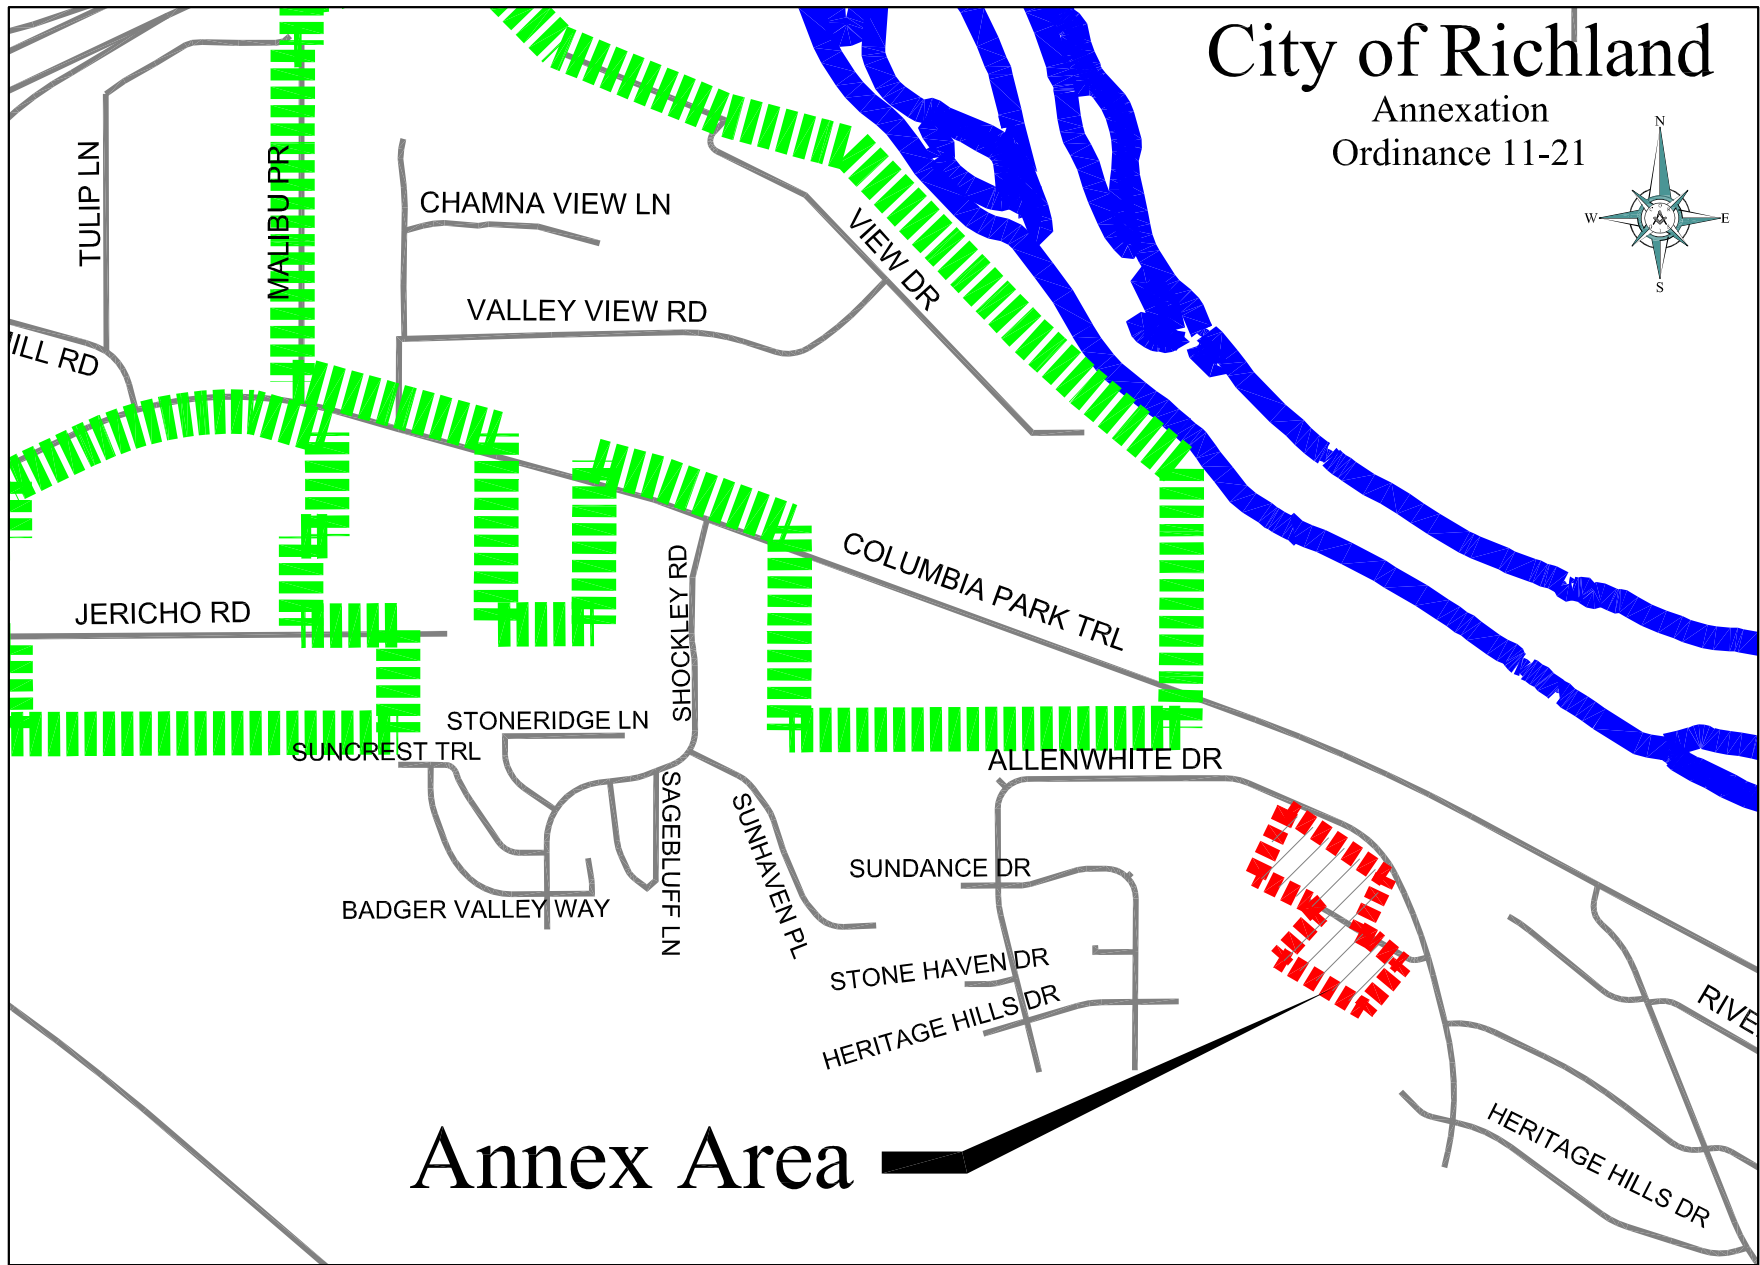 City of Richland
Annexation
Ordinance 11-21
N
W
E
S
TULIP LN
MALIBU PR
CHAMNA VIEW LN
VIEW DR
VALLEY VIEW RD
RD
COLUMBIA PARK TRL
JERICHO RD
SHOCKLEY RD
STONERIDGE LN
SUNCREST TRL
ALLENWHITE DR
SAGEBLUFF LN
SUNHAVEN PL
SUNDANCE DR
BADGER VALLEY WAY
STONE HAVEN DR
HERITAGE HILLS DR
RIVE
HERITAGE HILLS DR
Annex Area